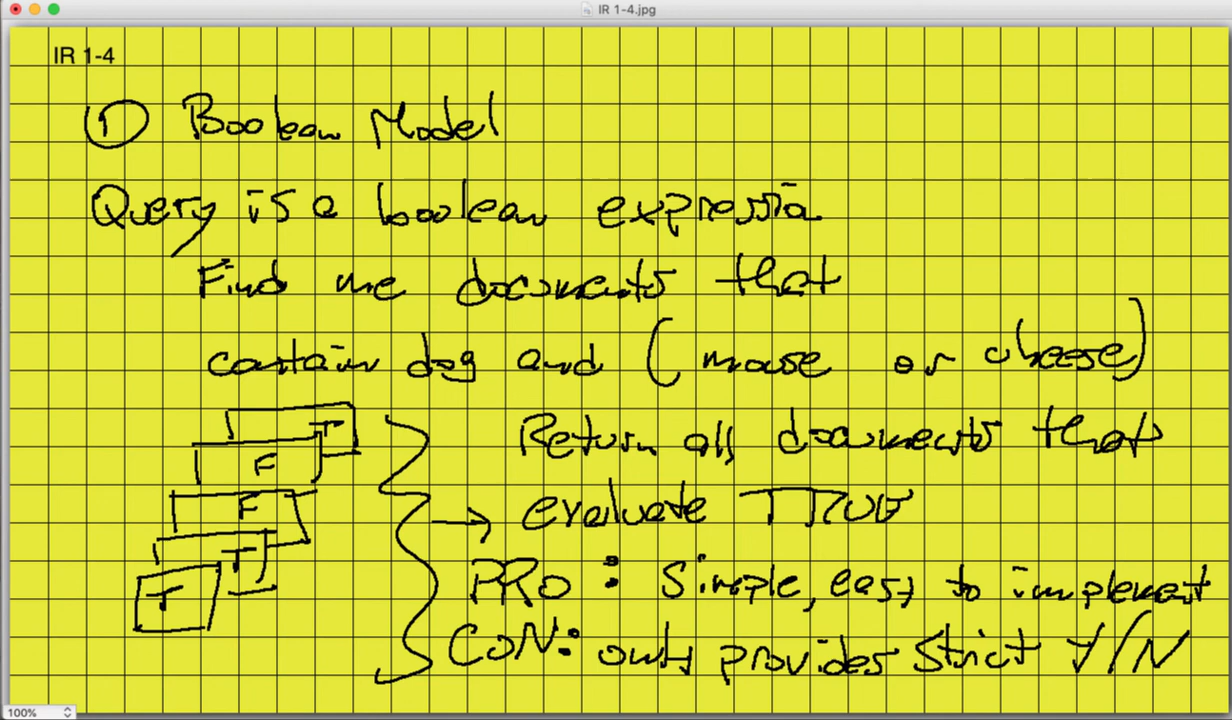 IR 1-4.jpg
IR 1-4
① Boolean Model
Query is a boolean expression
Find me documents that
contain dog and (mouse or cheese)
T
F
F
T
T
Return all documents that
→ evaluate TRUE
PRO: Simple, easy to implement
CON: only provides strict Y/N
100%